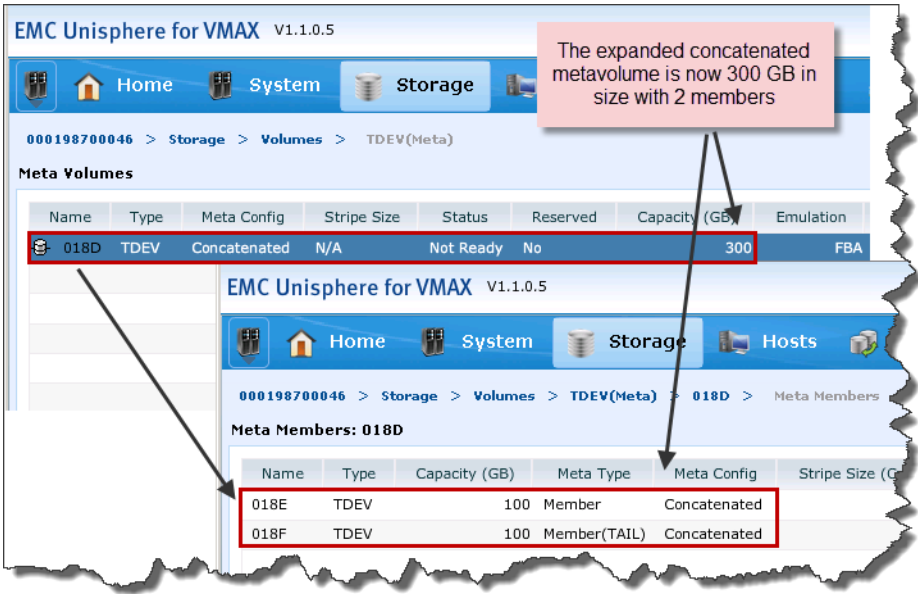 EMC Unisphere for VMAX V1.1.0.5
The expanded concatenated
metavolume is now 300 GB in
size with 2 members
Home System Storage
000198700046 > Storage > Volumes > TDEV(Meta)
Meta Volumes
Name Type Meta Config Stripe Size Status Reserved Capacity (GB) Emulation
018D TDEV Concatenated N/A Not Ready No 300 FBA
EMC Unisphere for VMAX V1.1.0.5
Home System Storage Hosts
000198700046 > Storage > Volumes > TDEV(Meta) > 018D > Meta Members
Meta Members: 018D
Name Type Capacity (GB) Meta Type Meta Config Stripe Size
018E TDEV 100 Member Concatenated
018F TDEV 100 Member(TAIL) Concatenated